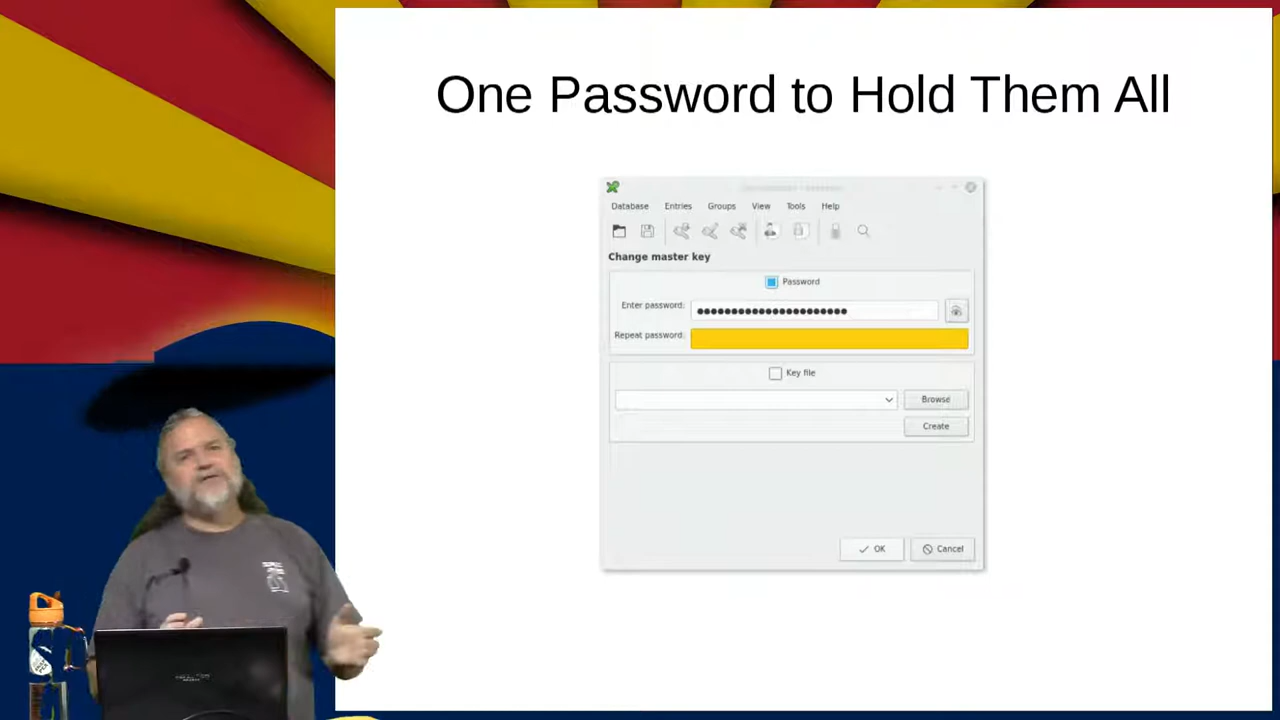 One Password to Hold Them All
Database Entries Groups View Tools Help
Change master key
Password
Enter password: ●●●●●●●●●●●●●●●●●●●●●●
Repeat password:
Key file
Browse
Create
OK Cancel